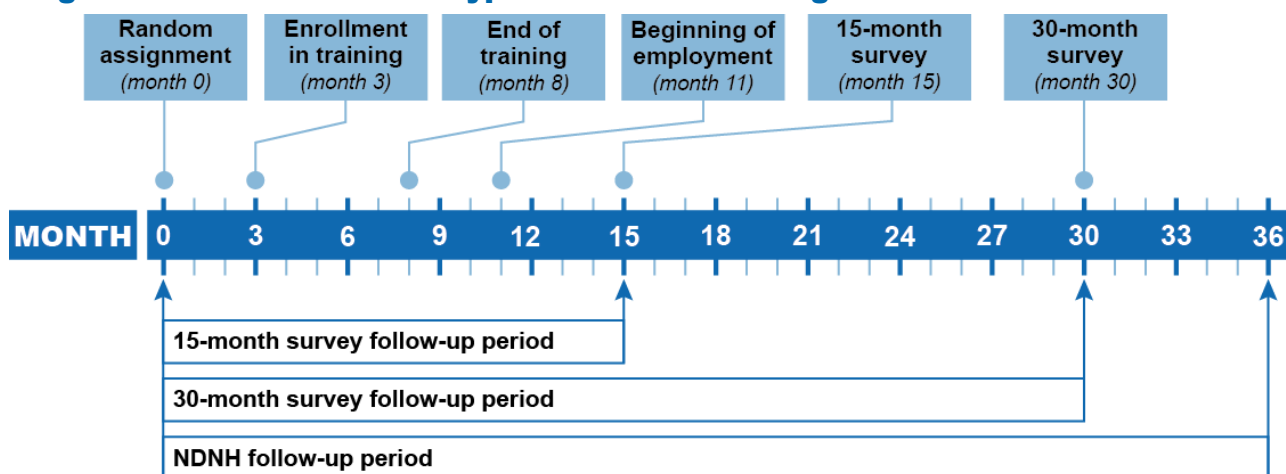 Random
assignment
(month 0)
Enrollment
in training
(month 3)
End of
training
(month 8)
Beginning of
employment
(month 11)
15-month
survey
(month 15)
30-month
survey
(month 30)
MONTH 0 3 6 9 12 15 18 21 24 27 30 33 36
15-month survey follow-up period
30-month survey follow-up period
NDNH follow-up period